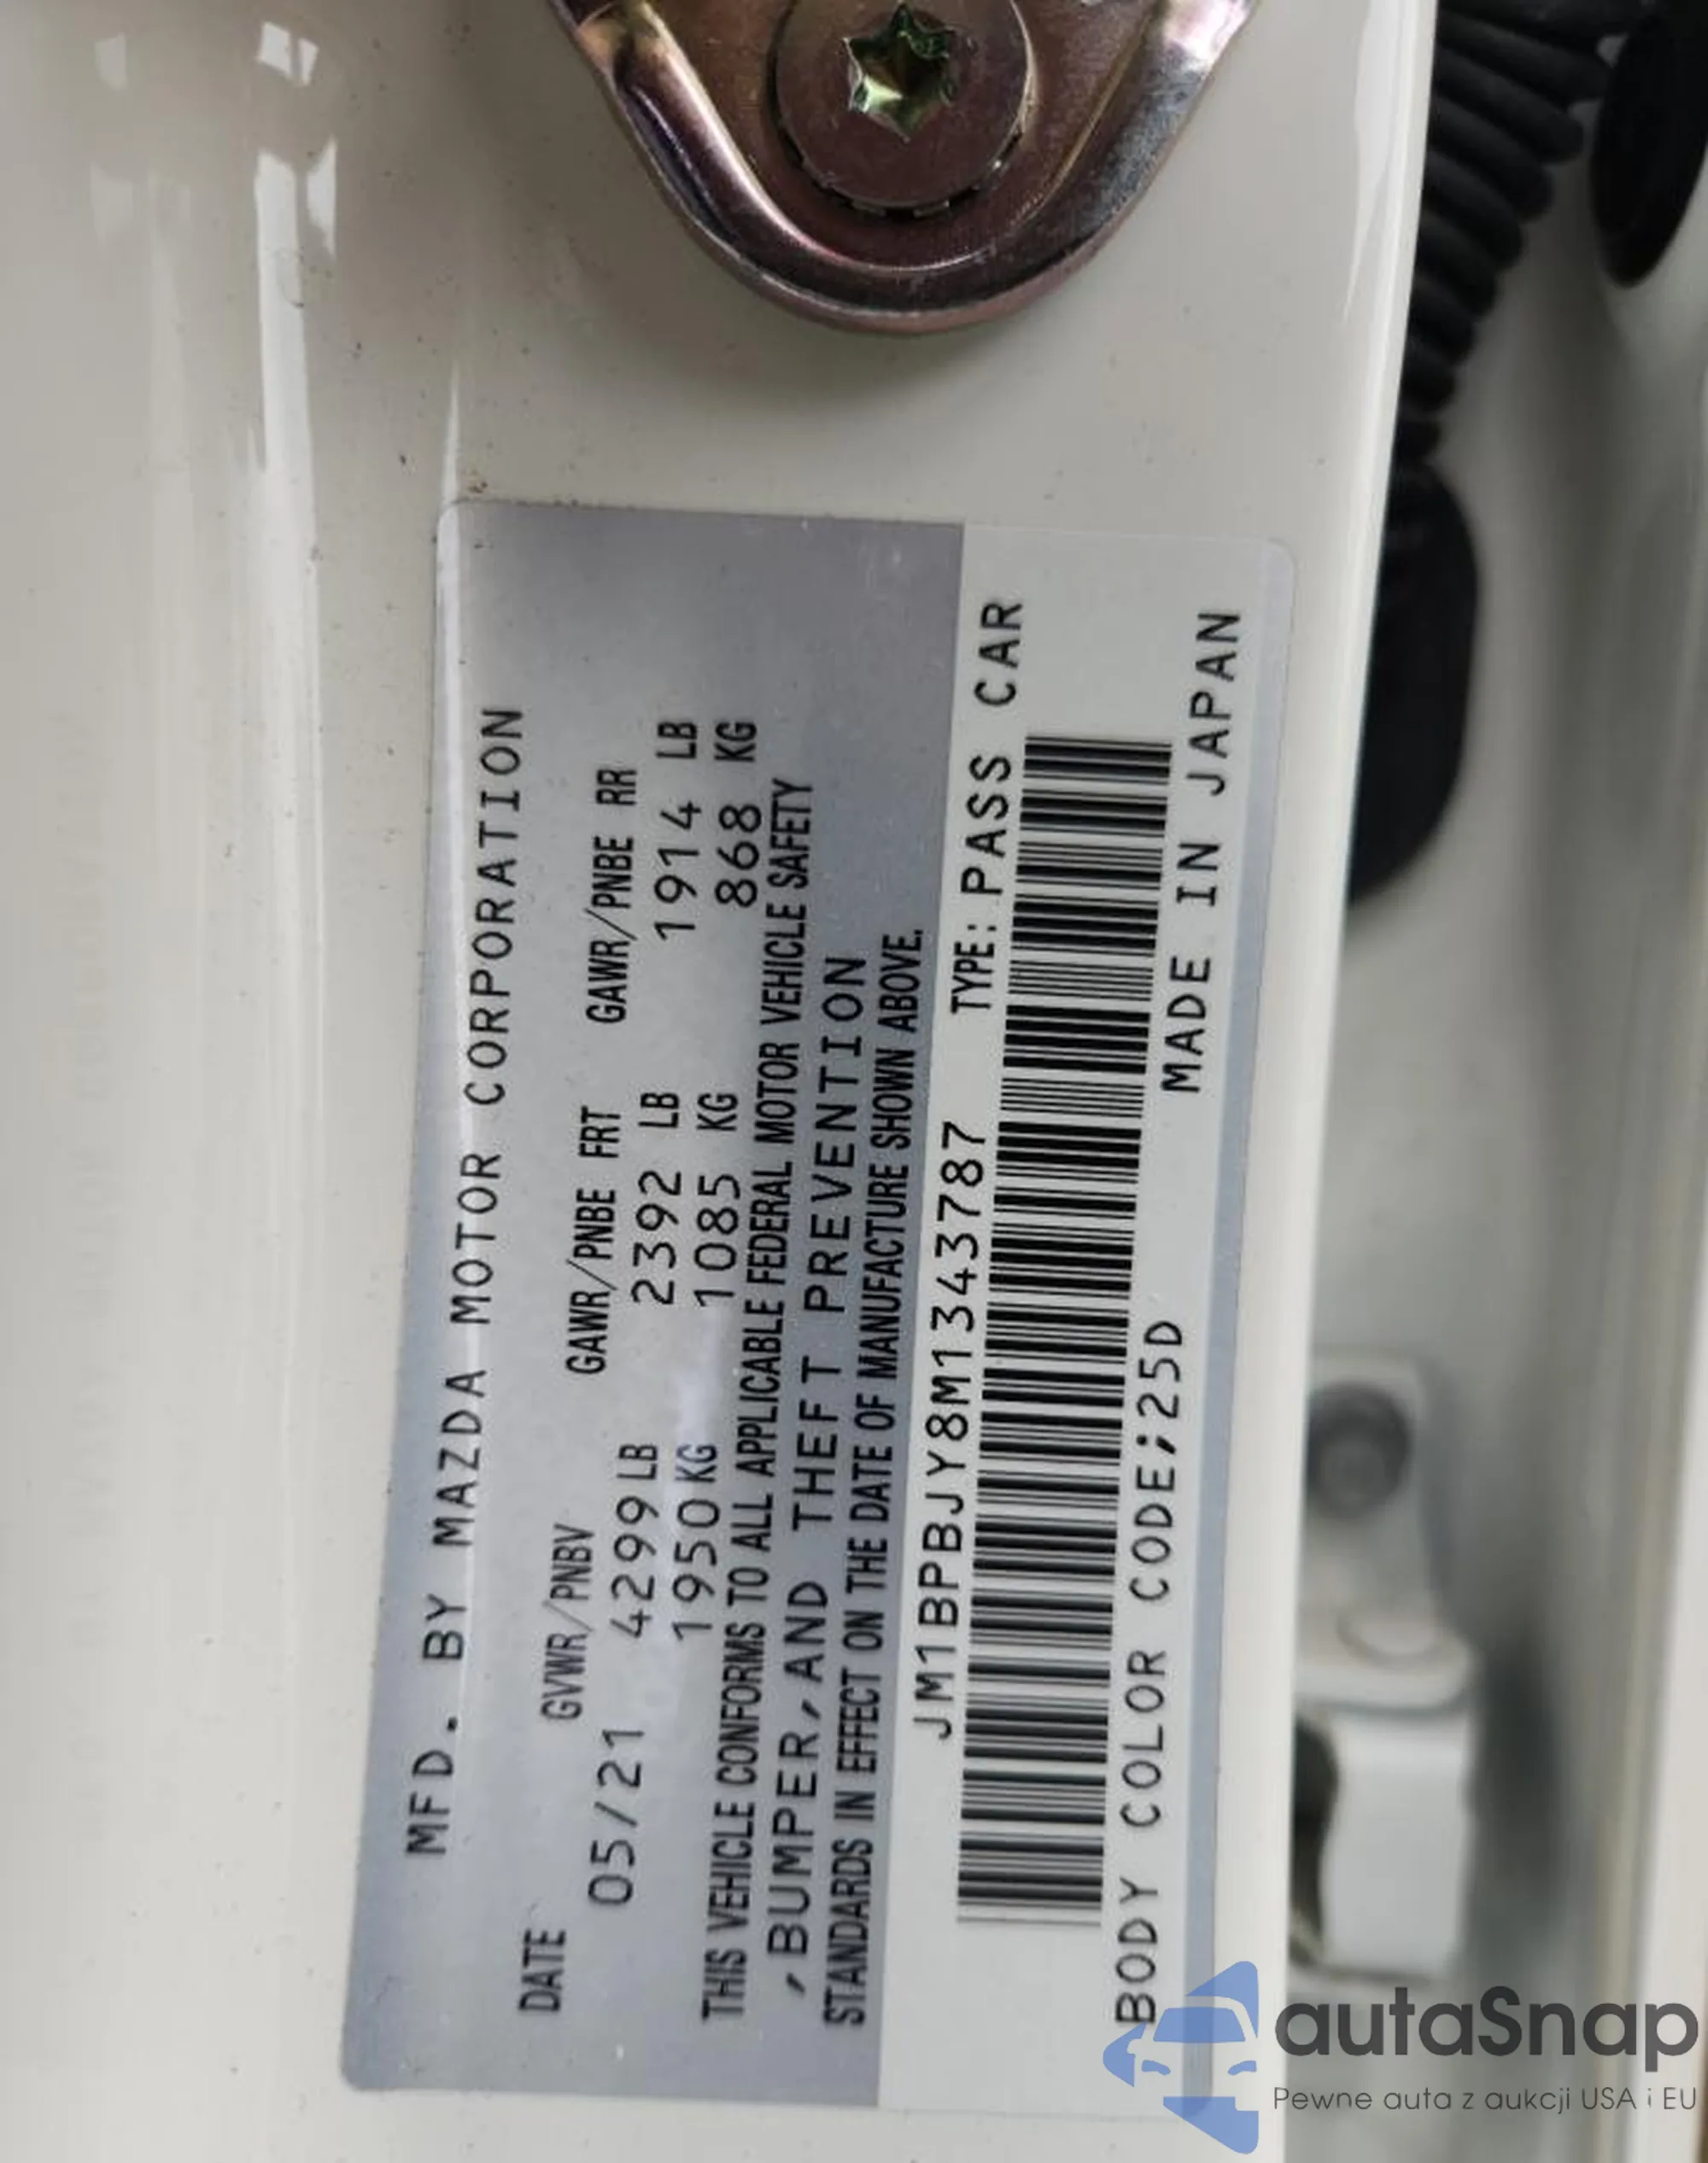 MFD. BY MAZDA MOTOR CORPORATION
DATE GVWR/PNBV GAWR/PNBE FRT GAWR/PNBE RR
05/21 4299 LB 2392 LB 1914 LB
1950 KG 1085 KG 868 KG
THIS VEHICLE CONFORMS TO ALL APPLICABLE FEDERAL MOTOR VEHICLE SAFETY
,BUMPER,AND THEFT PREVENTION
STANDARDS IN EFFECT ON THE DATE OF MANUFACTURE SHOWN ABOVE.
JM1BPBJY8M1343787 TYPE: PASS CAR
BODY COLOR CODE;25D MADE IN JAPAN
autaSnap
Pewne auta z aukcji USA i EU